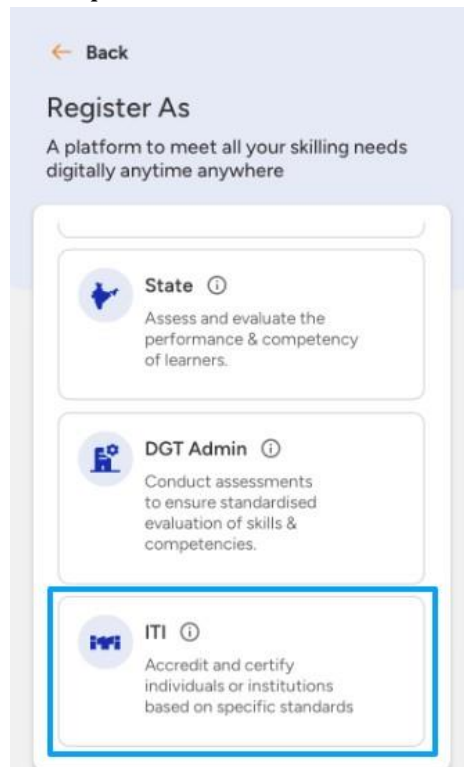 Back
Register As
A platform to meet all your skilling needs
digitally anytime anywhere
State
Assess and evaluate the
performance & competency
of learners.
DGT Admin
Conduct assessments
to ensure standardised
evaluation of skills &
competencies.
ITI
Accredit and certify
individuals or institutions
based on specific standards